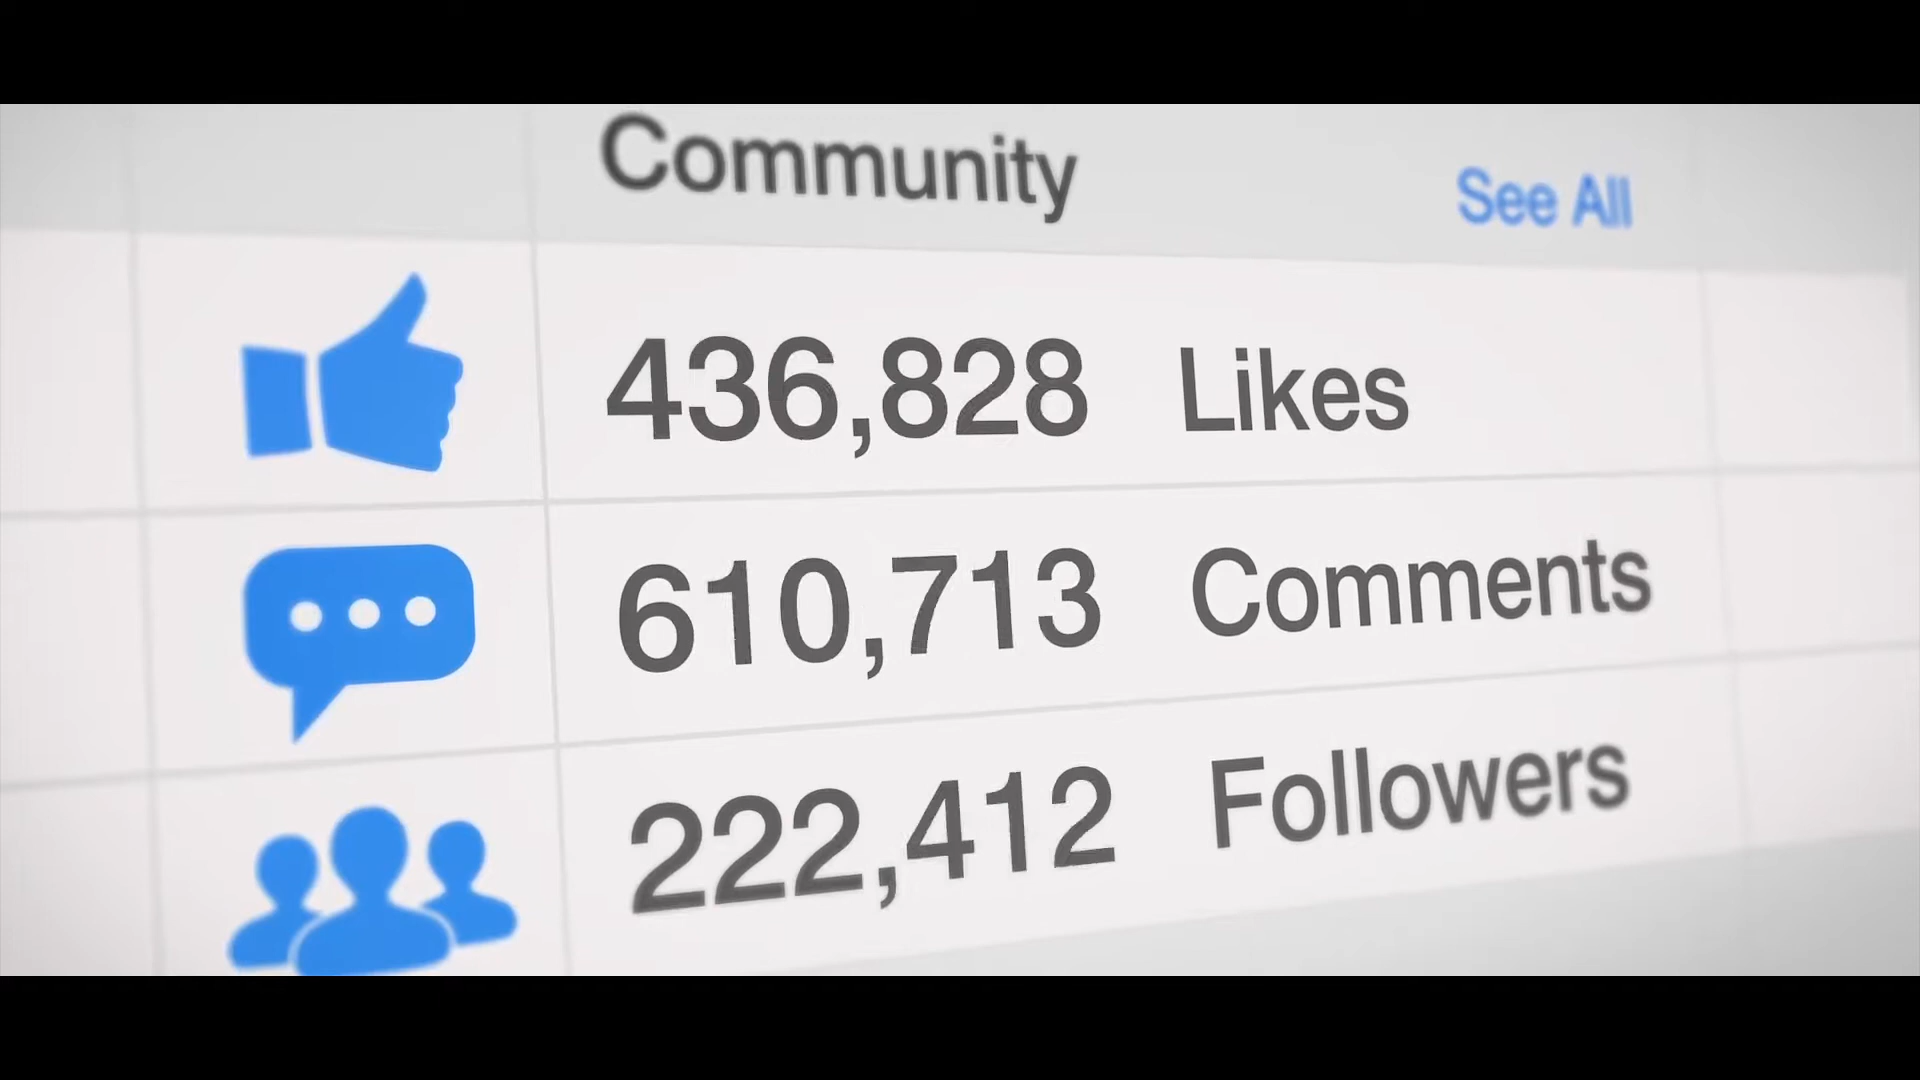 Community See All
436,828 Likes
610,713 Comments
222,412 Followers